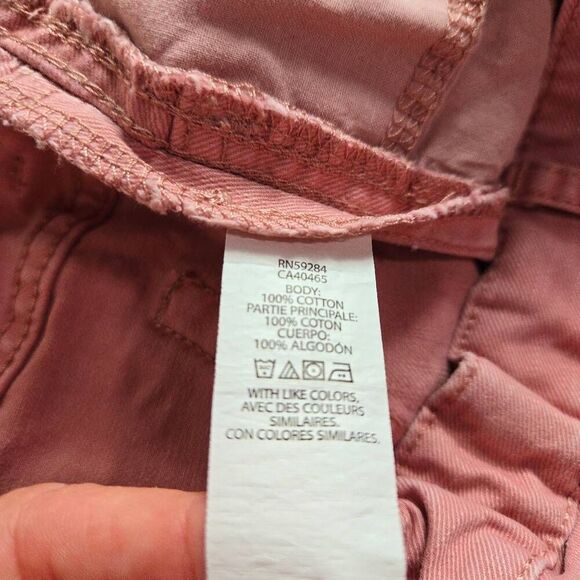 RN59284
CA40465
BODY:
100% COTTON
PARTIE PRINCIPALE:
100% COTON
CUERPO:
100% ALGODÓN
WITH LIKE COLORS,
AVEC DES COULEURS
SIMILAIRES.
CON COLORES SIMILARES.